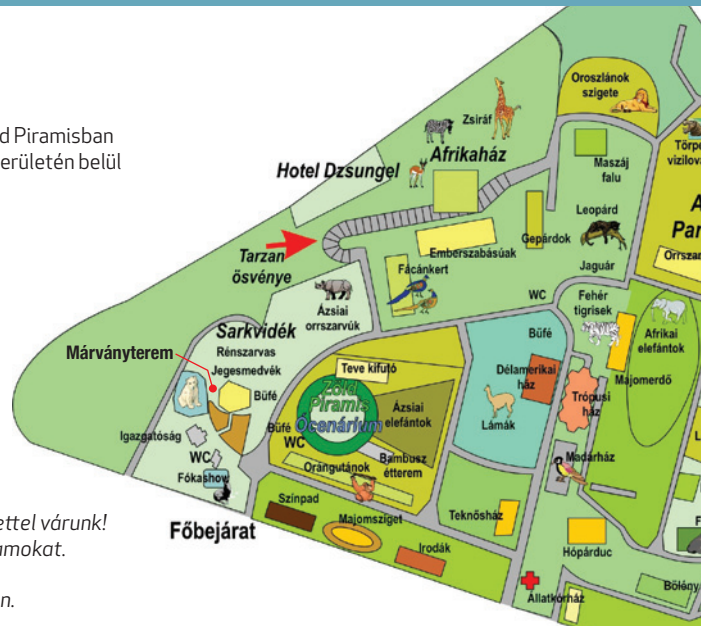 d Piramisban
erületén belül
Oroszlánok
sziget
Zsiráf
Afrikaház
Hotel Dzsungel
Maszáj
falu
Törpe
vízilova
Leopárd
Tarzan
ösvénye
Emberszabásúak
Gepárdok
Jaguár
Orrszar
Fácánkert
Ázsiai
orrszarvúk
WC
Fehér
tigrisek
Sarkvidék
Márványterem
Rénszarvas
Jegesmedvék
Büfé
Teve kifutó
Büfé
Délamerikai
ház
Afrikai
elefántok
Majomerdő
Zöld
Piramis
Ócenárium
Ázsiai
elefántok
Lámák
Trópusi
ház
Igazgatóság
WC
Büfé
WC
Bambusz
étterem
Madárház
Fókashow
Orangutánok
Színpad
Majomsziget
Teknősház
Főbejárat
Irodák
Hópárduc
Állatkórház
Bölény
ettel várunk!
amokat.
n.